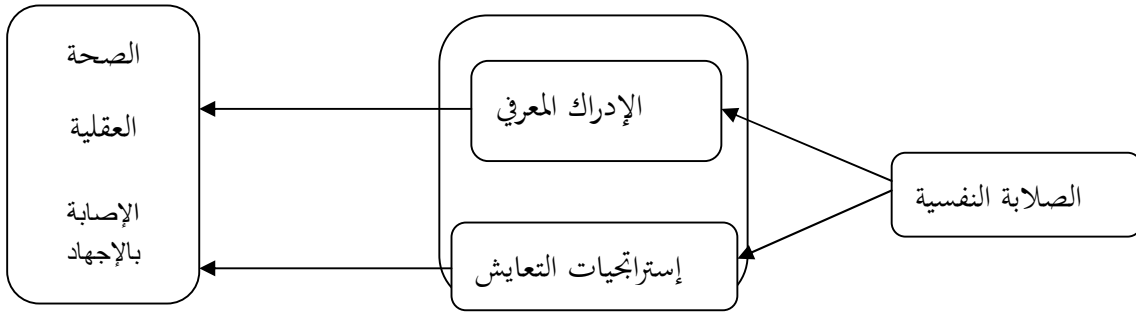 الصلابة النفسية
الإدراك المعرفي
إستراتجيات التعايش
الصحة
العقلية
الإصابة
بالإجهاد